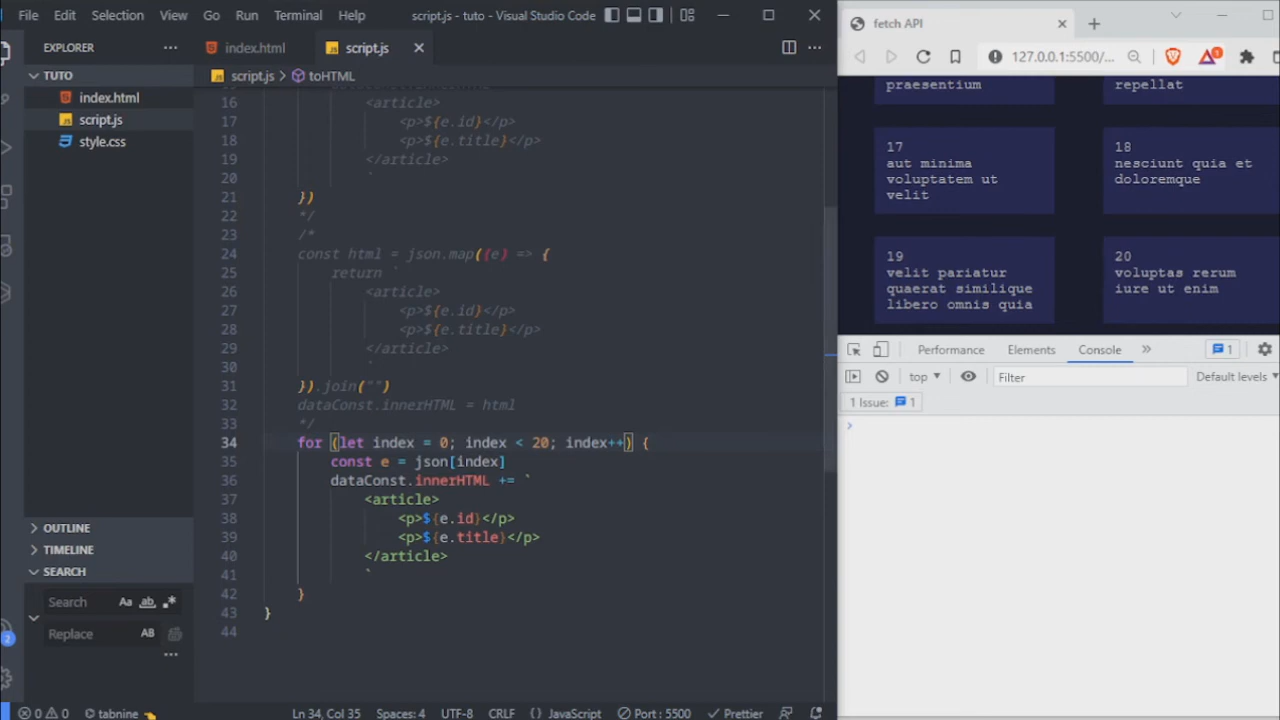 File Edit Selection View Go Run Terminal Help script.js - tuto - Visual Studio Code
EXPLORER
TUTO
index.html
script.js
style.css
OUTLINE
TIMELINE
SEARCH
Search Aa ab
Replace AB
2
index.html script.js
script.js > toHTML
16 <article>
17 <p>${e.id}</p>
18 <p>${e.title}</p>
19 </article>
20 `
21 })
22 */
23 /*
24 const html = json.map((e) => {
25 return `
26 <article>
27 <p>${e.id}</p>
28 <p>${e.title}</p>
29 </article>
30 `
31 }).join("")
32 dataConst.innerHTML = html
33 */
34 for (let index = 0; index < 20; index++) {
35 const e = json[index]
36 dataConst.innerHTML += `
37 <article>
38 <p>${e.id}</p>
39 <p>${e.title}</p>
40 </article>
41 `
42 }
43 }
44
0 0 tabnine Ln 34, Col 35 Spaces: 4 UTF-8 CRLF {} JavaScript Port : 5500 Prettier
fetch API
127.0.0.1:5500/... 1
praesentium
repellat
17
aut minima
voluptatem ut
velit
18
nesciunt quia et
doloremque
19
velit pariatur
quaerat similique
libero omnis quia
20
voluptas rerum
iure ut enim
Performance Elements Console 1
top Filter Default levels
1 Issue: 1